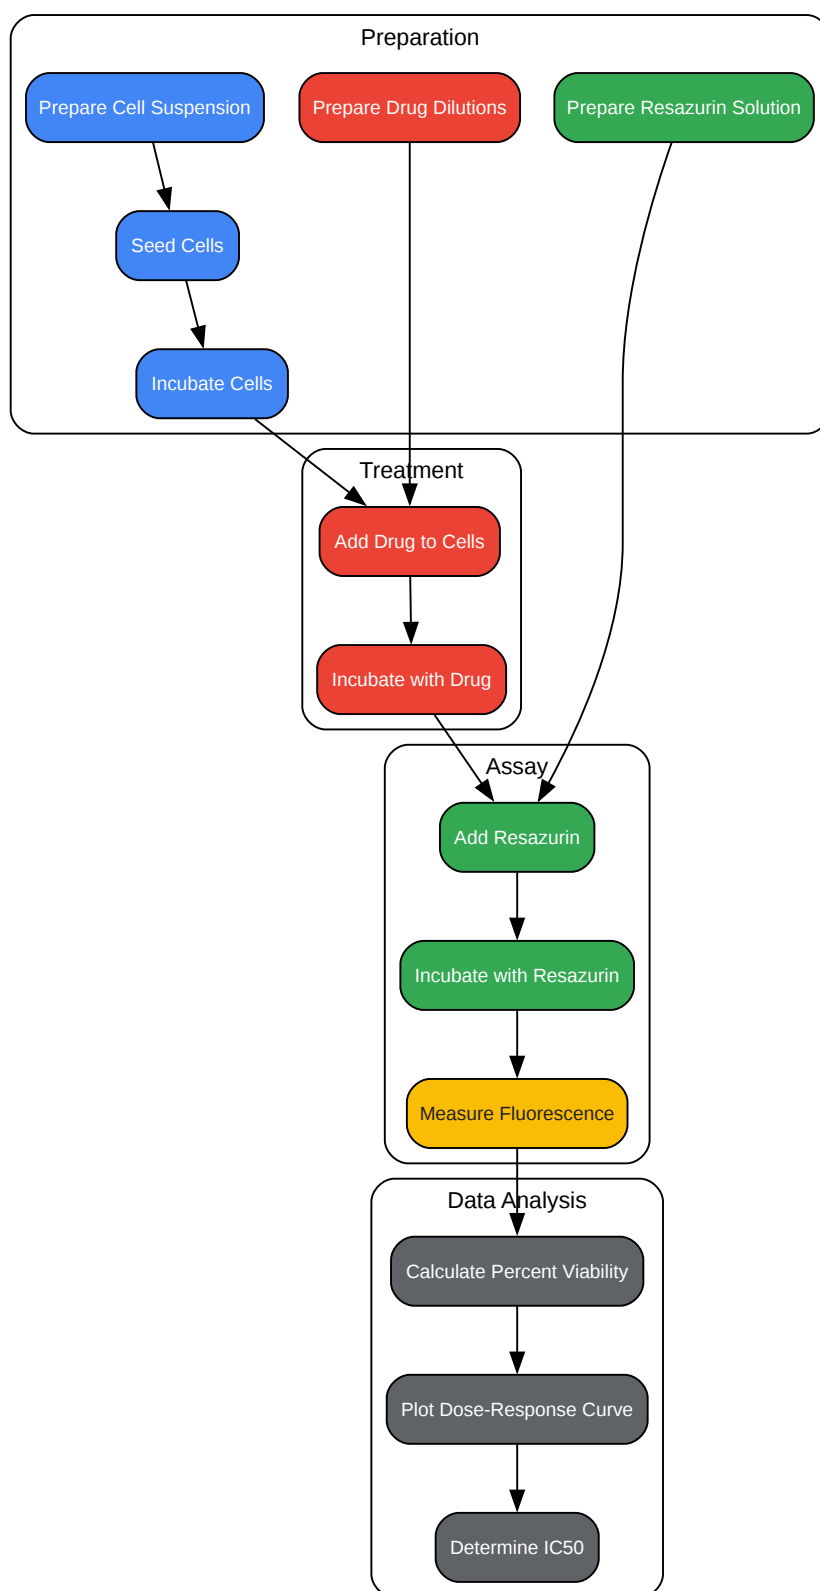 Preparation
Prepare Cell Suspension
Prepare Drug Dilutions
Prepare Resazurin Solution
Seed Cells
Incubate Cells
Treatment
Add Drug to Cells
Incubate with Drug
Assay
Add Resazurin
Incubate with Resazurin
Measure Fluorescence
Data Analysis
Calculate Percent Viability
Plot Dose-Response Curve
Determine IC50